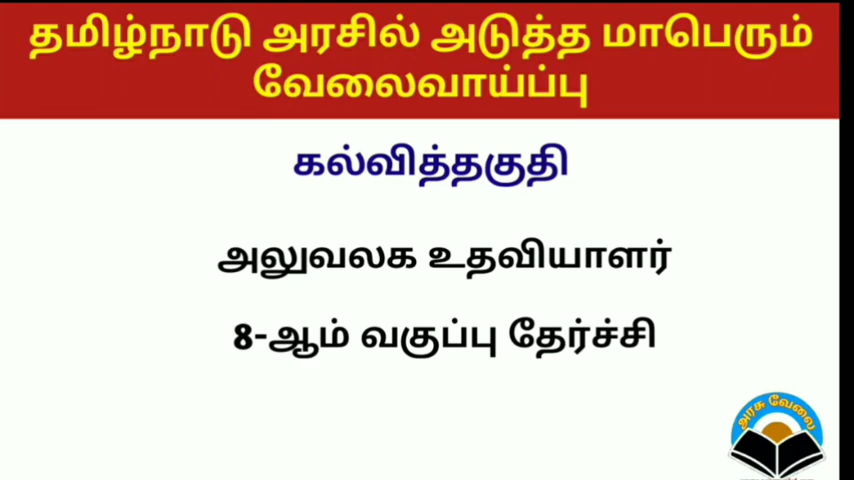 தமிழ்நாடு அரசில் அடுத்த மாபெரும்
வேலைவாய்ப்பு
கல்வித்தகுதி
அலுவலக உதவியாளர்
8-ஆம் வகுப்பு தேர்ச்சி
அரசு வேலை